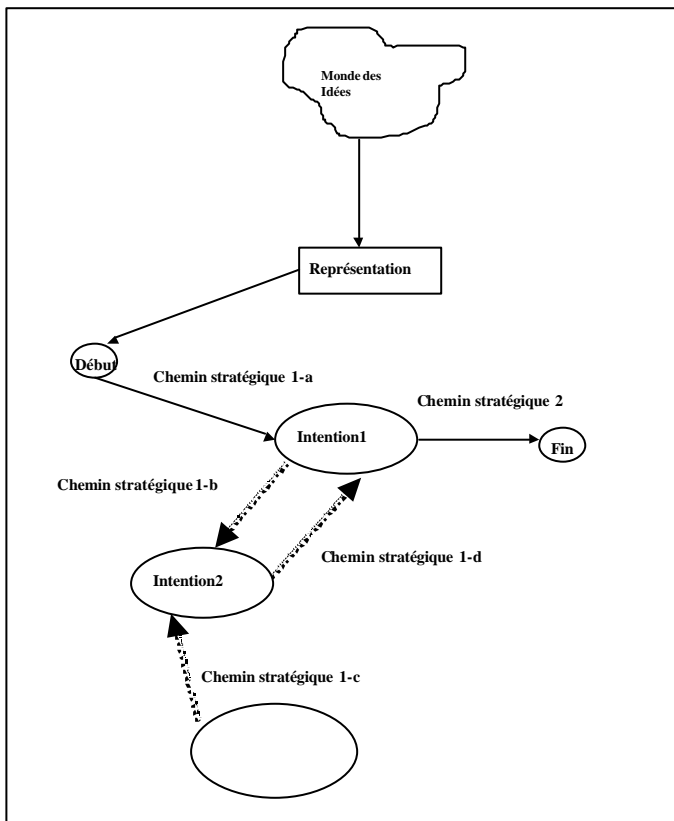 Monde des
Idées
Représentation
Début
Chemin stratégique 1-a
Chemin stratégique 2
Intention1
Fin
Chemin stratégique 1-b
Chemin stratégique 1-d
Intention2
Chemin stratégique 1-c